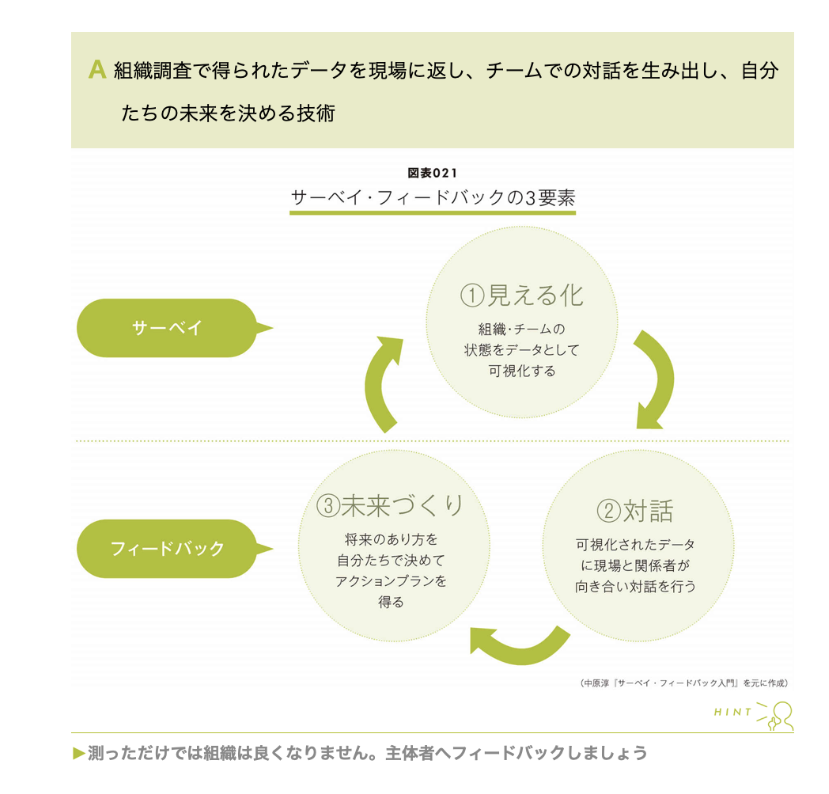 A 組織調査で得られたデータを現場に返し、チームでの対話を生み出し、自分
たちの未来を決める技術
図表021
サーベイ・フィードバックの3要素
サーベイ
①見える化
組織・チームの
状態をデータとして
可視化する
フィードバック
③未来づくり
将来のあり方を
自分たちで決めて
アクションプランを
得る
②対話
可視化されたデータ
に現場と関係者が
向き合い対話を行う
（中原淳『サーベイ・フィードバック入門』を元に作成）
HINT
▶測っただけでは組織は良くなりません。主体者へフィードバックしましょう